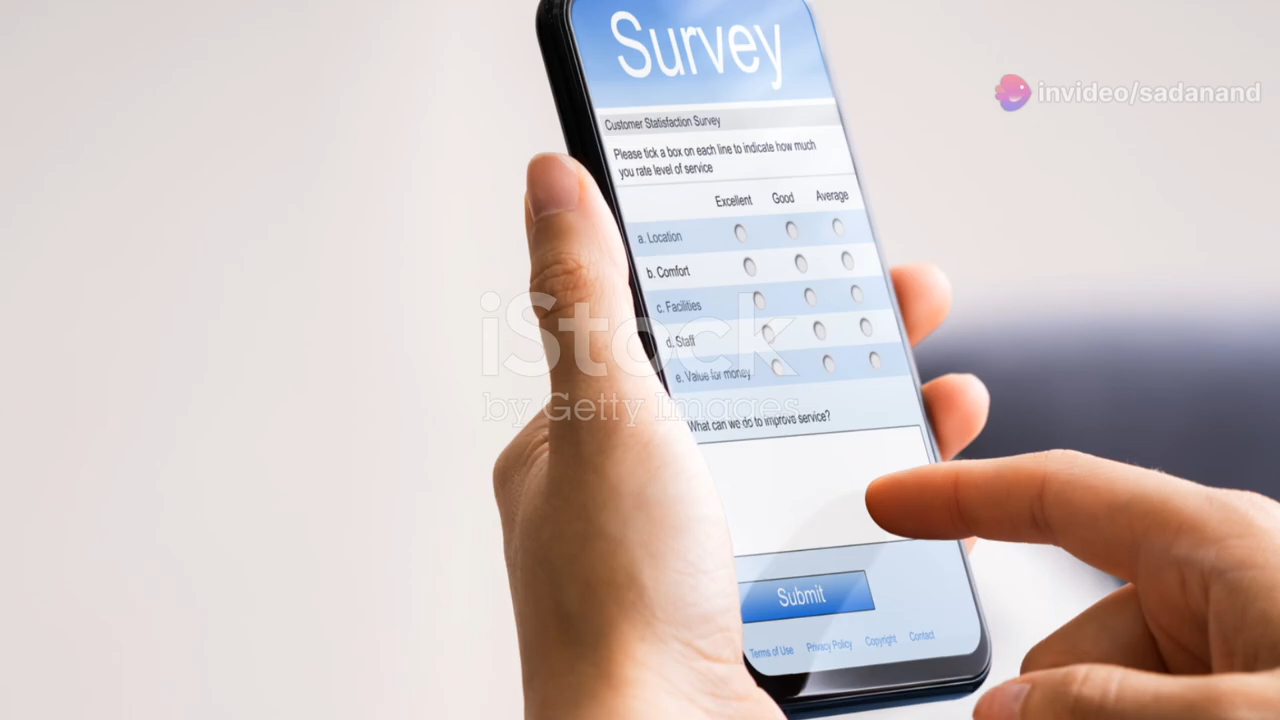 Survey
invideo/sadanand
Customer Statisfaction Survey
Please tick a box on each line to indicate how much
you rate level of service
Excellent Good Average
a. Location
b. Comfort
c. Facilities
d. Staff
e. Value for money
iStock
by Getty Images
What can we do to improve service?
Submit
Terms of Use Privacy Policy Copyright Contact